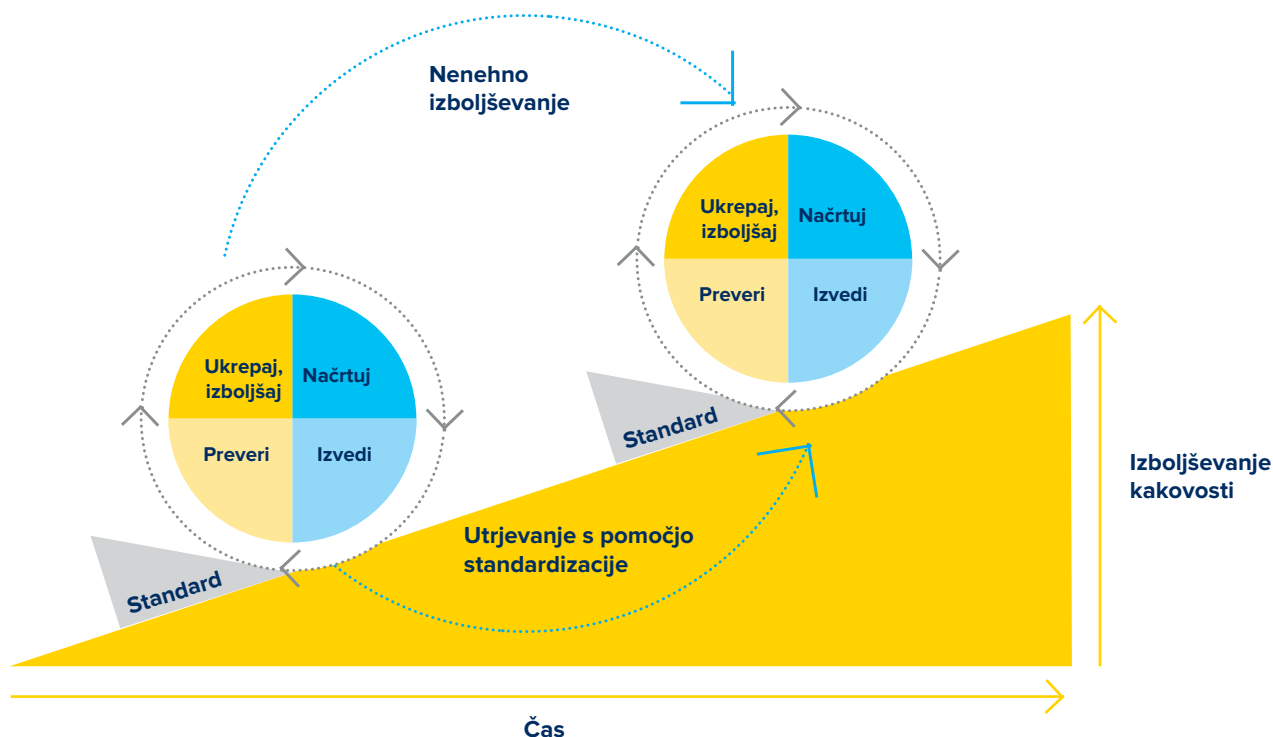 Nenehno
izboljševanje
Ukrepaj,
izboljšaj
Načrtuj
Preveri
Izvedi
Standard
Ukrepaj,
izboljšaj
Načrtuj
Preveri
Izvedi
Standard
Utrjevanje s pomočjo
standardizacije
Izboljševanje
kakovosti
Čas